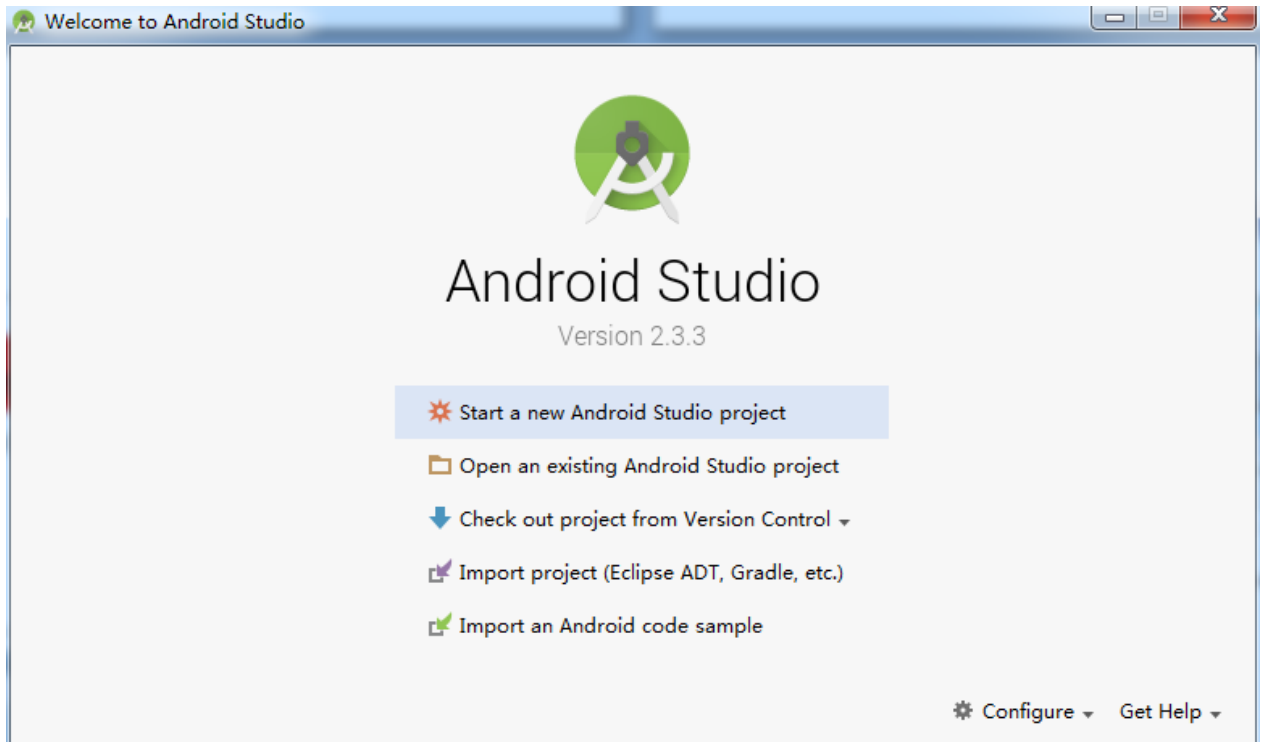 Welcome to Android Studio
Android Studio
Version 2.3.3
Start a new Android Studio project
Open an existing Android Studio project
Check out project from Version Control
Import project (Eclipse ADT, Gradle, etc.)
Import an Android code sample
Configure Get Help